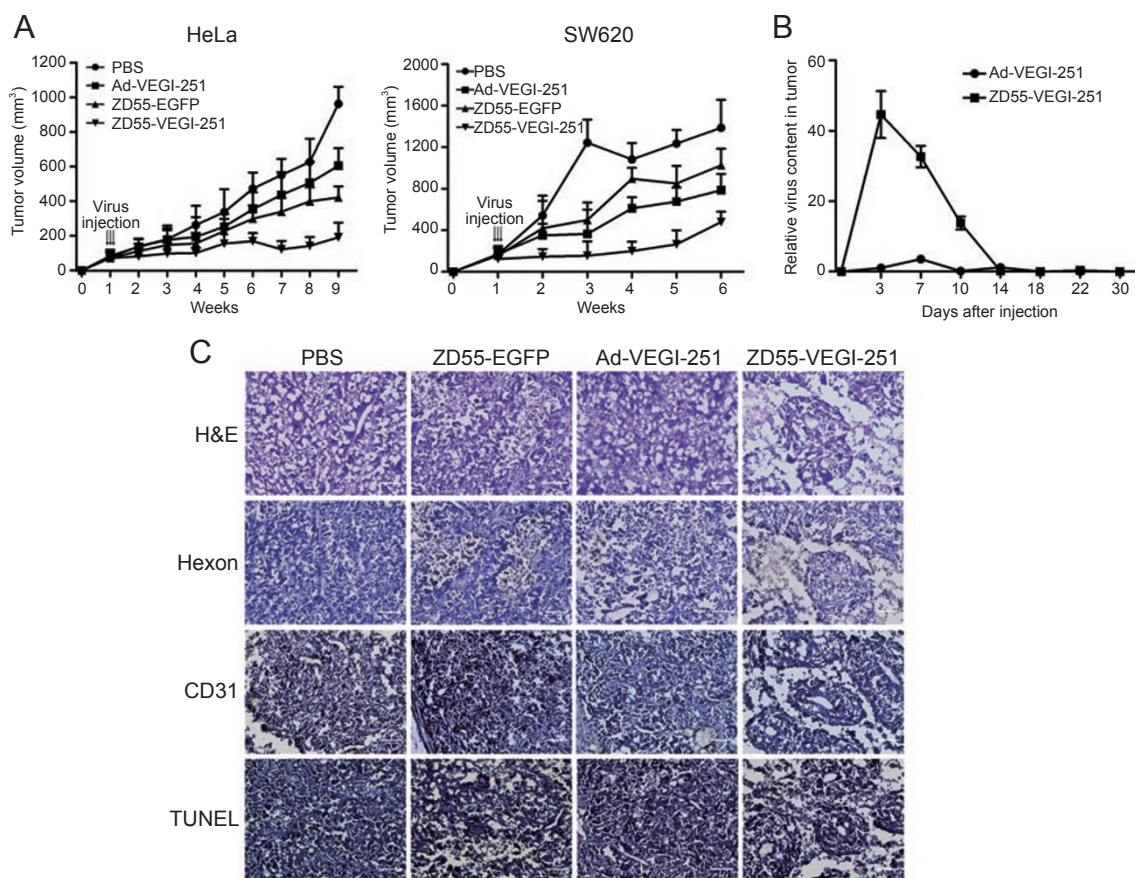 A
HeLa
Tumor volume (mm³)
1200
1000
800
600
400
200
0
PBS
Ad-VEGI-251
ZD55-EGFP
ZD55-VEGI-251
Virus
injection
0 1 2 3 4 5 6 7 8 9
Weeks
SW620
Tumor volume (mm³)
2000
1600
1200
800
400
0
PBS
Ad-VEGI-251
ZD55-EGFP
ZD55-VEGI-251
Virus
injection
0 1 2 3 4 5 6
Weeks
B
Relative virus content in tumor
60
40
20
0
Ad-VEGI-251
ZD55-VEGI-251
3 7 10 14 18 22 30
Days after injection
C
PBS ZD55-EGFP Ad-VEGI-251 ZD55-VEGI-251
H&E
Hexon
CD31
TUNEL